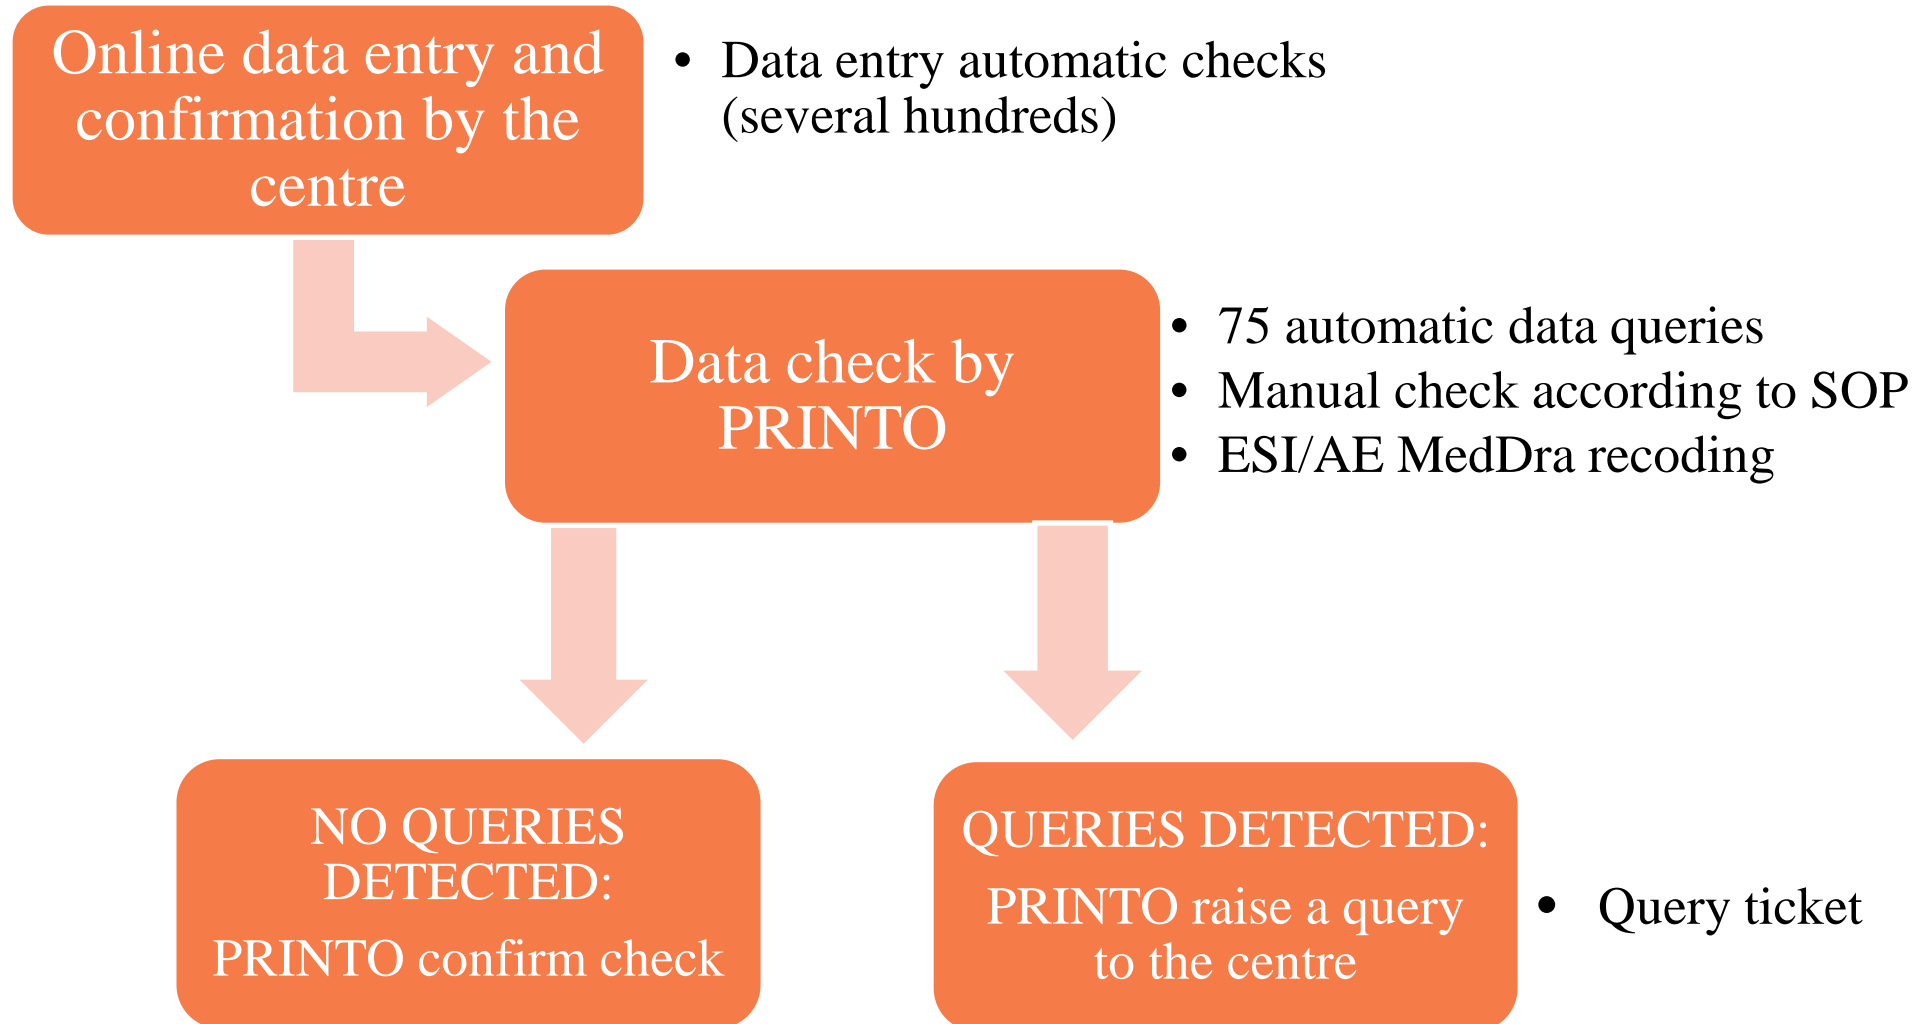 Online data entry and
confirmation by the
centre
• Data entry automatic checks
(several hundreds)
Data check by
PRINTO
• 75 automatic data queries
• Manual check according to SOP
• ESI/AE MedDra recoding
NO QUERIES
DETECTED:
PRINTO confirm check
QUERIES DETECTED:
PRINTO raise a query
to the centre
• Query ticket